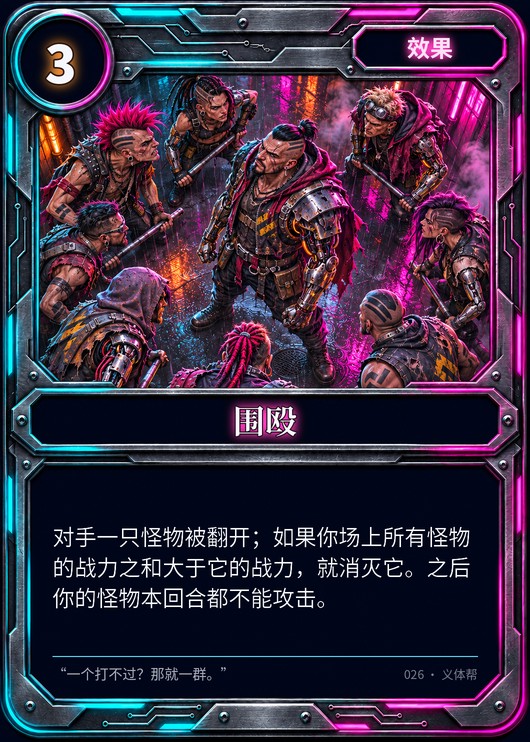 3
效果
围殴
对手一只怪物被翻开；如果你场上所有怪物
的战力之和大于它的战力，就消灭它。之后
你的怪物本回合都不能攻击。
“一个打不过？那就一群。”
026 · 义体帮